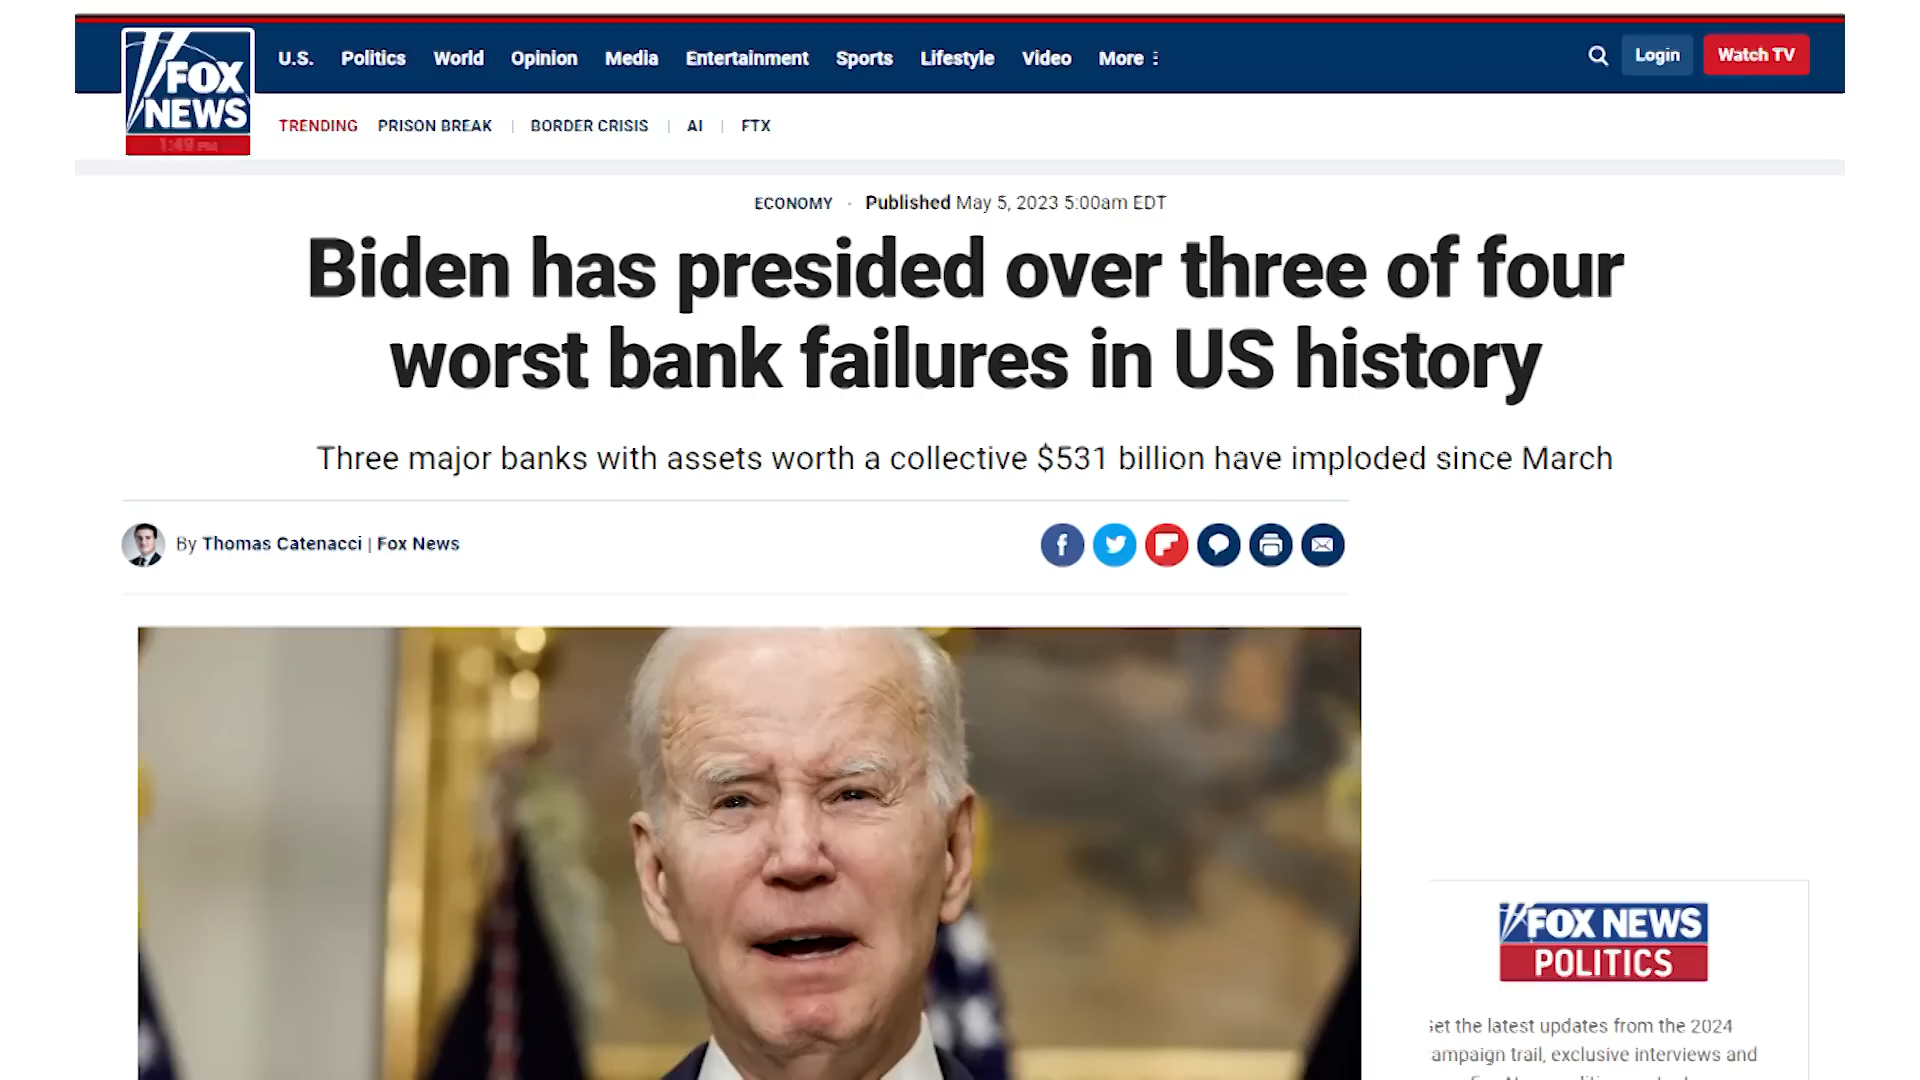 FOX
NEWS
1:49 PM
U.S. Politics World Opinion Media Entertainment Sports Lifestyle Video More
Login
Watch TV
TRENDING PRISON BREAK BORDER CRISIS AI FTX
ECONOMY · Published May 5, 2023 5:00am EDT
Biden has presided over three of four
worst bank failures in US history
Three major banks with assets worth a collective $531 billion have imploded since March
By Thomas Catenacci | Fox News
FOX NEWS
POLITICS
the latest updates from the 2024
trail, exclusive interviews and